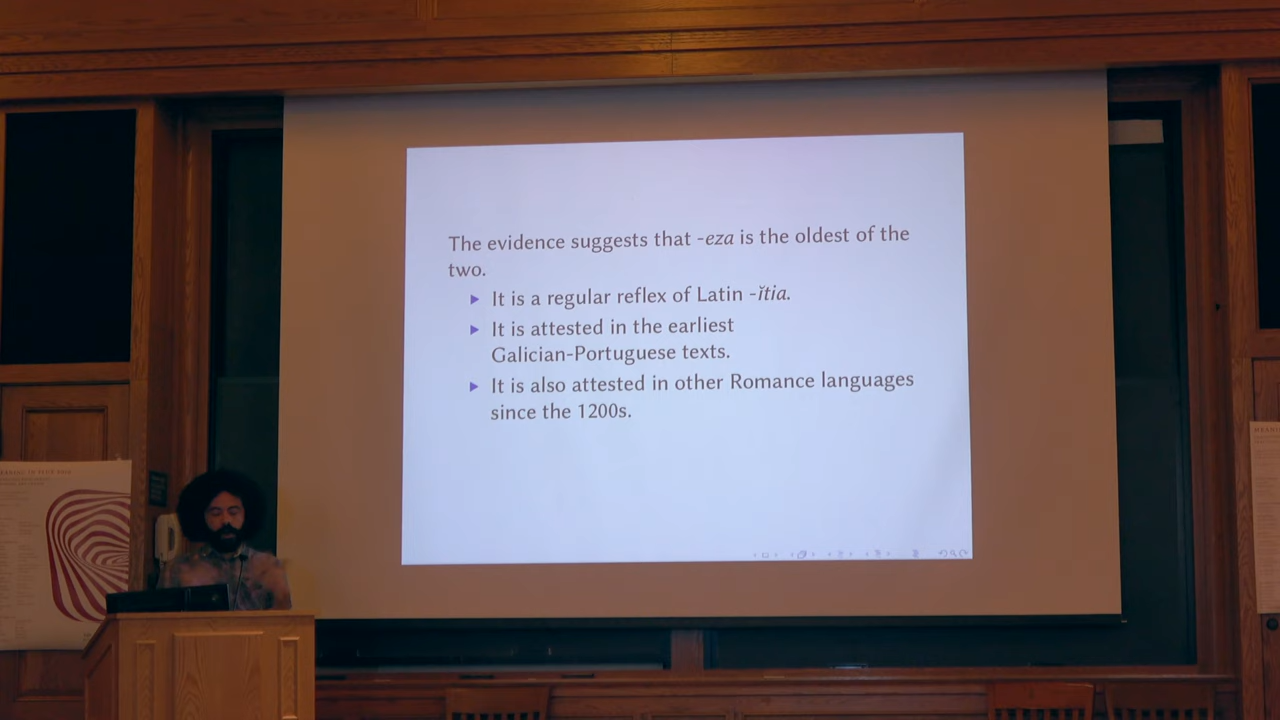 The evidence suggests that -eza is the oldest of the
two.
It is a regular reflex of Latin -ĭtia.
It is attested in the earliest
Galician-Portuguese texts.
It is also attested in other Romance languages
since the 1200s.